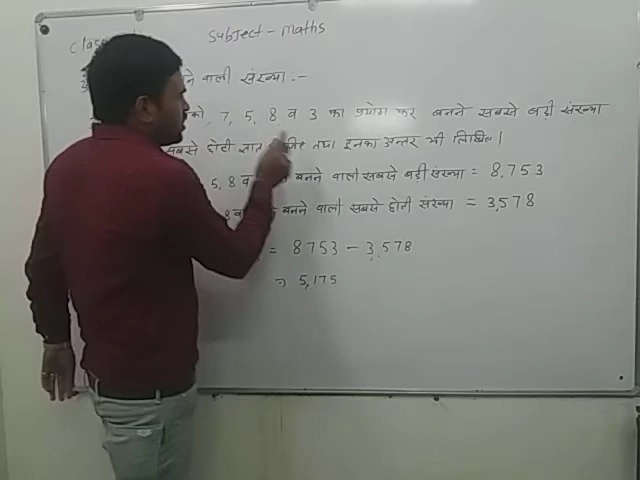 Class Subject - Maths
वाली संख्या :-
7, 5, 8 व 3 का प्रयोग कर बनने सबसे बड़ी संख्या
सबसे छोटी ज्ञात तथा इनका अन्तर भी लिखिए।
5, 8 व बनने वाली सबसे बड़ी संख्या = 8,753
8 व बनने वाली सबसे छोटी संख्या = 3,578
= 8753 - 3,578
= 5,175